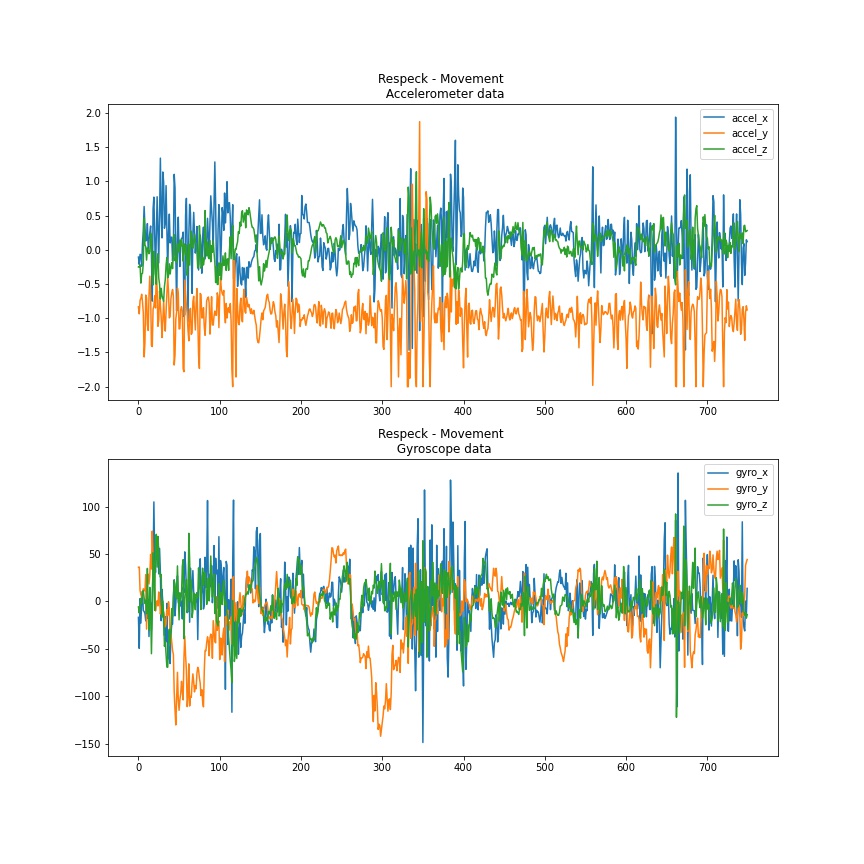 Respeck - Movement
Accelerometer data
2.0
1.5
1.0
0.5
0.0
−0.5
−1.0
−1.5
−2.0
accel_x
accel_y
accel_z
0 100 200 300 400 500 600 700
Respeck - Movement
Gyroscope data
100
50
0
−50
−100
−150
gyro_x
gyro_y
gyro_z
0 100 200 300 400 500 600 700